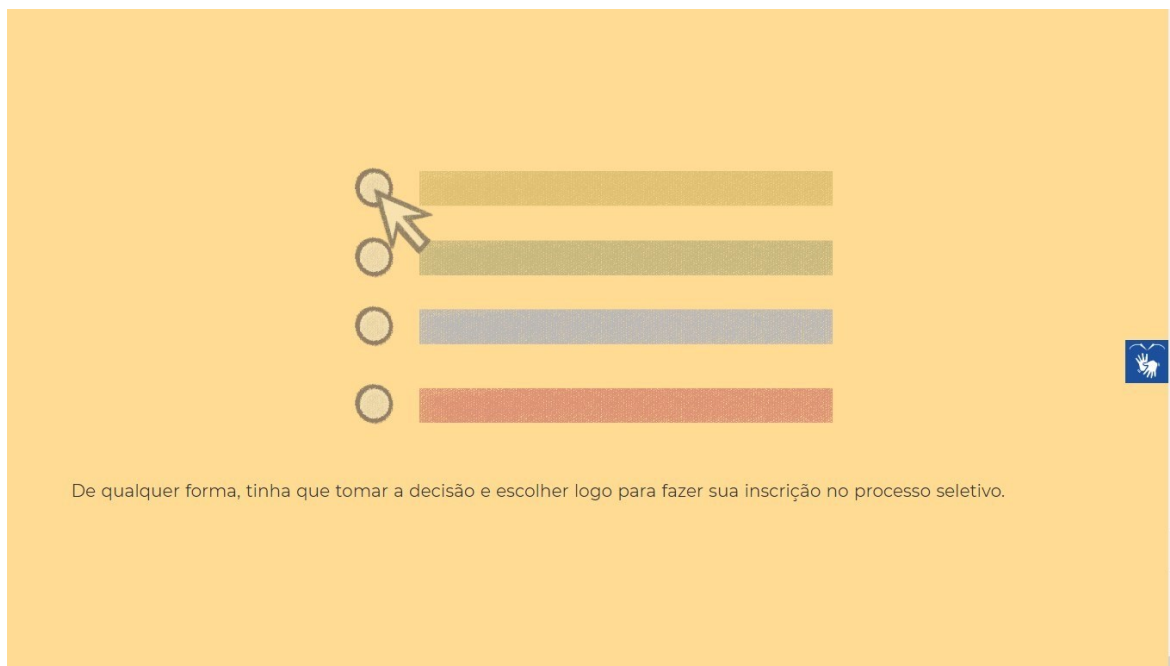 De qualquer forma, tinha que tomar a decisão e escolher logo para fazer sua inscrição no processo seletivo.